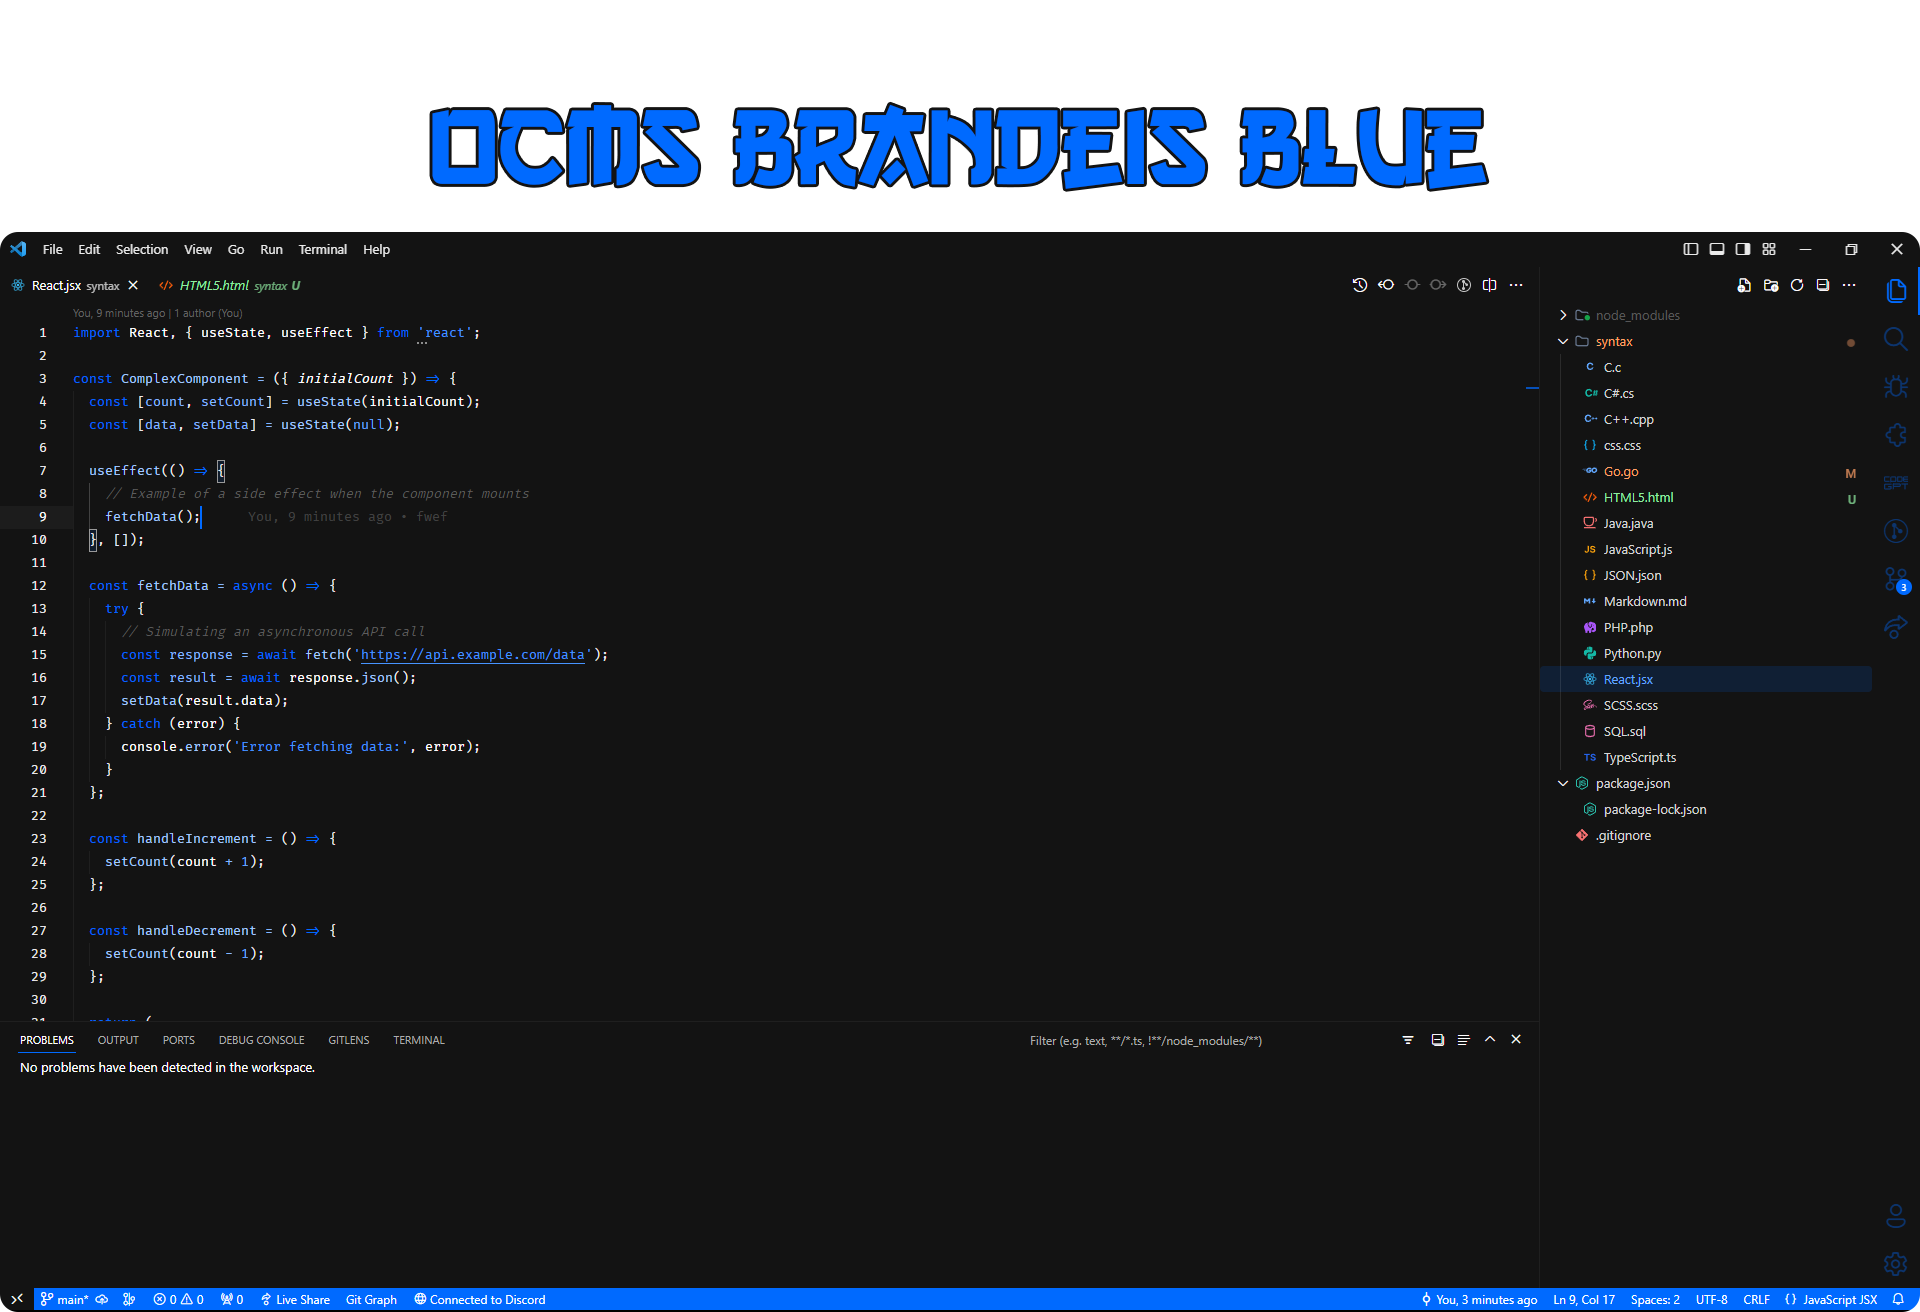 OCMS BRANDEIS BLUE
File Edit Selection View Go Run Terminal Help
React.jsx syntax HTML5.html syntax U
You, 9 minutes ago | 1 author (You)
1 import React, { useState, useEffect } from 'react';
2
3 const ComplexComponent = ({ initialCount }) => {
4 const [count, setCount] = useState(initialCount);
5 const [data, setData] = useState(null);
6
7 useEffect(() => {
8 // Example of a side effect when the component mounts
9 fetchData(); You, 9 minutes ago • fwef
10 }, []);
11
12 const fetchData = async () => {
13 try {
14 // Simulating an asynchronous API call
15 const response = await fetch('https://api.example.com/data');
16 const result = await response.json();
17 setData(result.data);
18 } catch (error) {
19 console.error('Error fetching data:', error);
20 }
21 };
22
23 const handleIncrement = () => {
24 setCount(count + 1);
25 };
26
27 const handleDecrement = () => {
28 setCount(count - 1);
29 };
30
31 return (
node_modules
syntax
C C.c
C# C#.cs
C++ C++.cpp
{ } css.css
GO Go.go M
</> HTML5.html U
Java.java
JS JavaScript.js
{ } JSON.json
M↓ Markdown.md
PHP.php
Python.py
React.jsx
SCSS.scss
SQL.sql
TS TypeScript.ts
package.json
package-lock.json
.gitignore
CODE
GPT
3
PROBLEMS OUTPUT PORTS DEBUG CONSOLE GITLENS TERMINAL Filter (e.g. text, **/*.ts, !**/node_modules/**)
No problems have been detected in the workspace.
main* 0 0 0 Live Share Git Graph Connected to Discord You, 3 minutes ago Ln 9, Col 17 Spaces: 2 UTF-8 CRLF { } JavaScript JSX